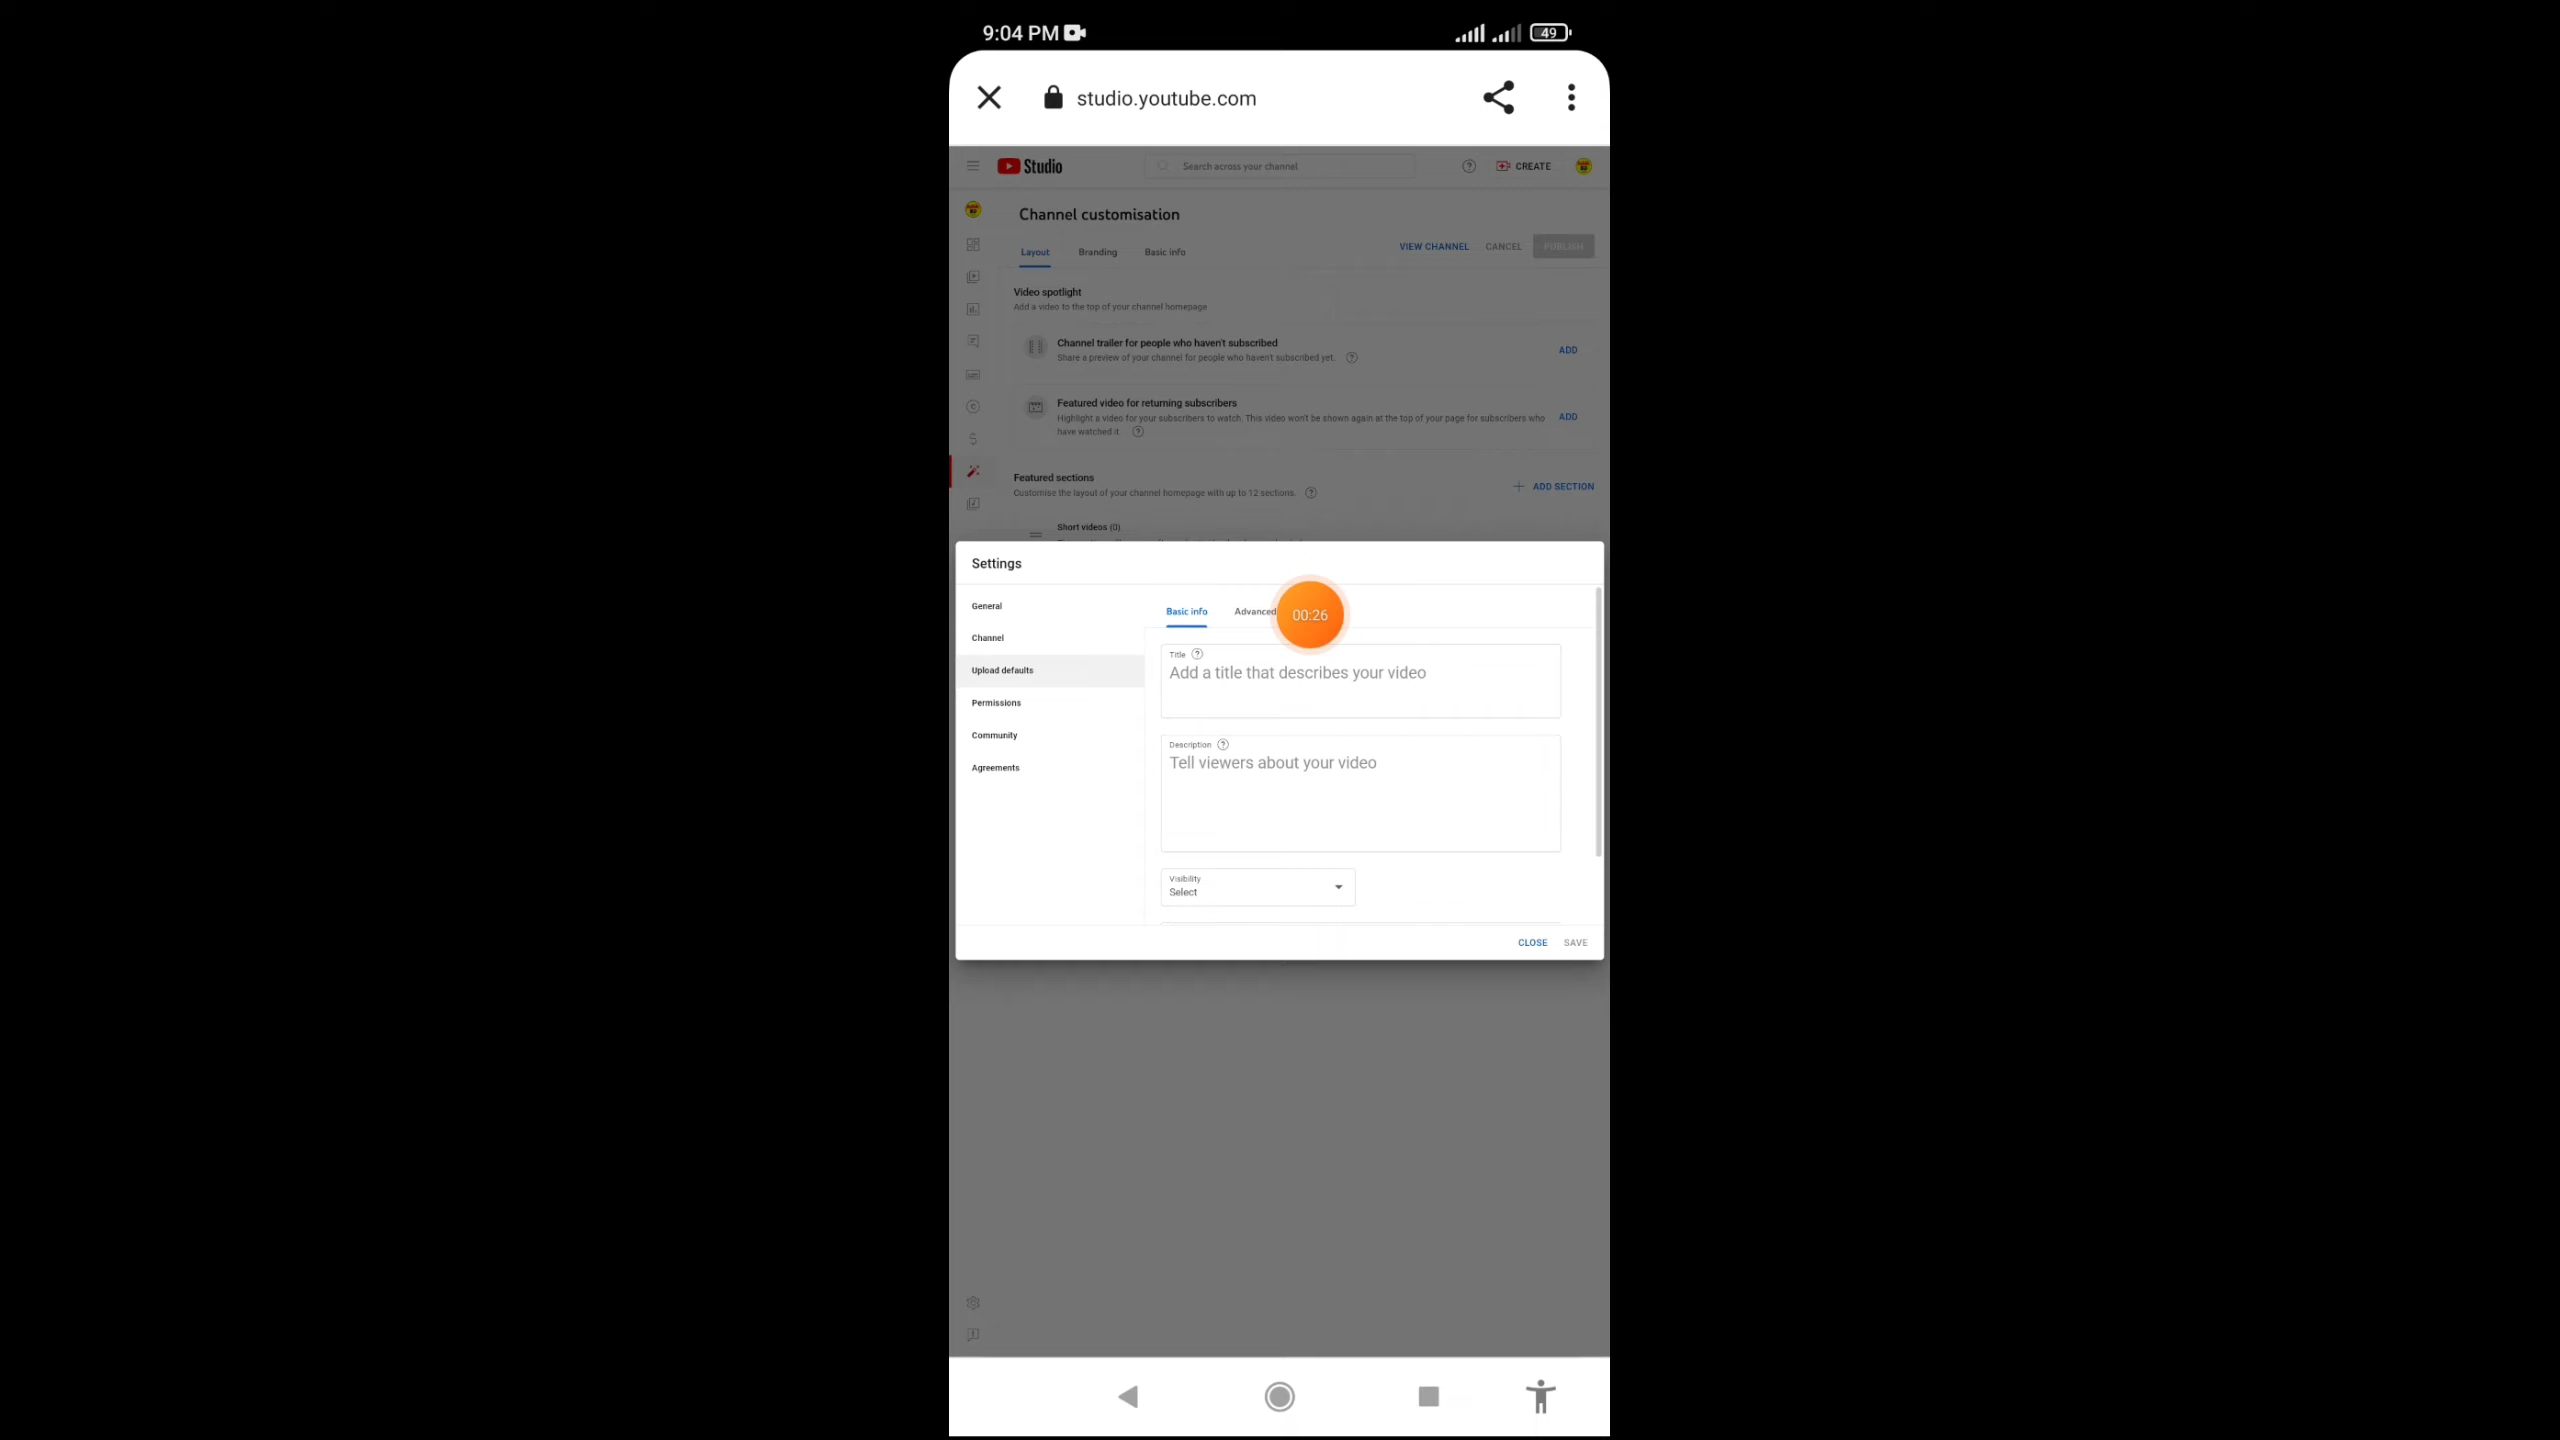 9:04 PM
49
studio.youtube.com
Studio
Search across your channel
CREATE
Channel customisation
Layout
Branding
Basic info
VIEW CHANNEL
CANCEL
PUBLISH
Video spotlight
Add a video to the top of your channel homepage
Channel trailer for people who haven't subscribed
Share a preview of your channel for people who haven't subscribed yet.
ADD
Featured video for returning subscribers
Highlight a video for your subscribers to watch. This video won't be shown again at the top of your page for subscribers who
have watched it.
ADD
Featured sections
Customise the layout of your channel homepage with up to 12 sections.
ADD SECTION
Short videos (0)
Settings
General
Channel
Upload defaults
Permissions
Community
Agreements
Basic info
Advanced
00:26
Title
Add a title that describes your video
Description
Tell viewers about your video
Visibility
Select
CLOSE
SAVE